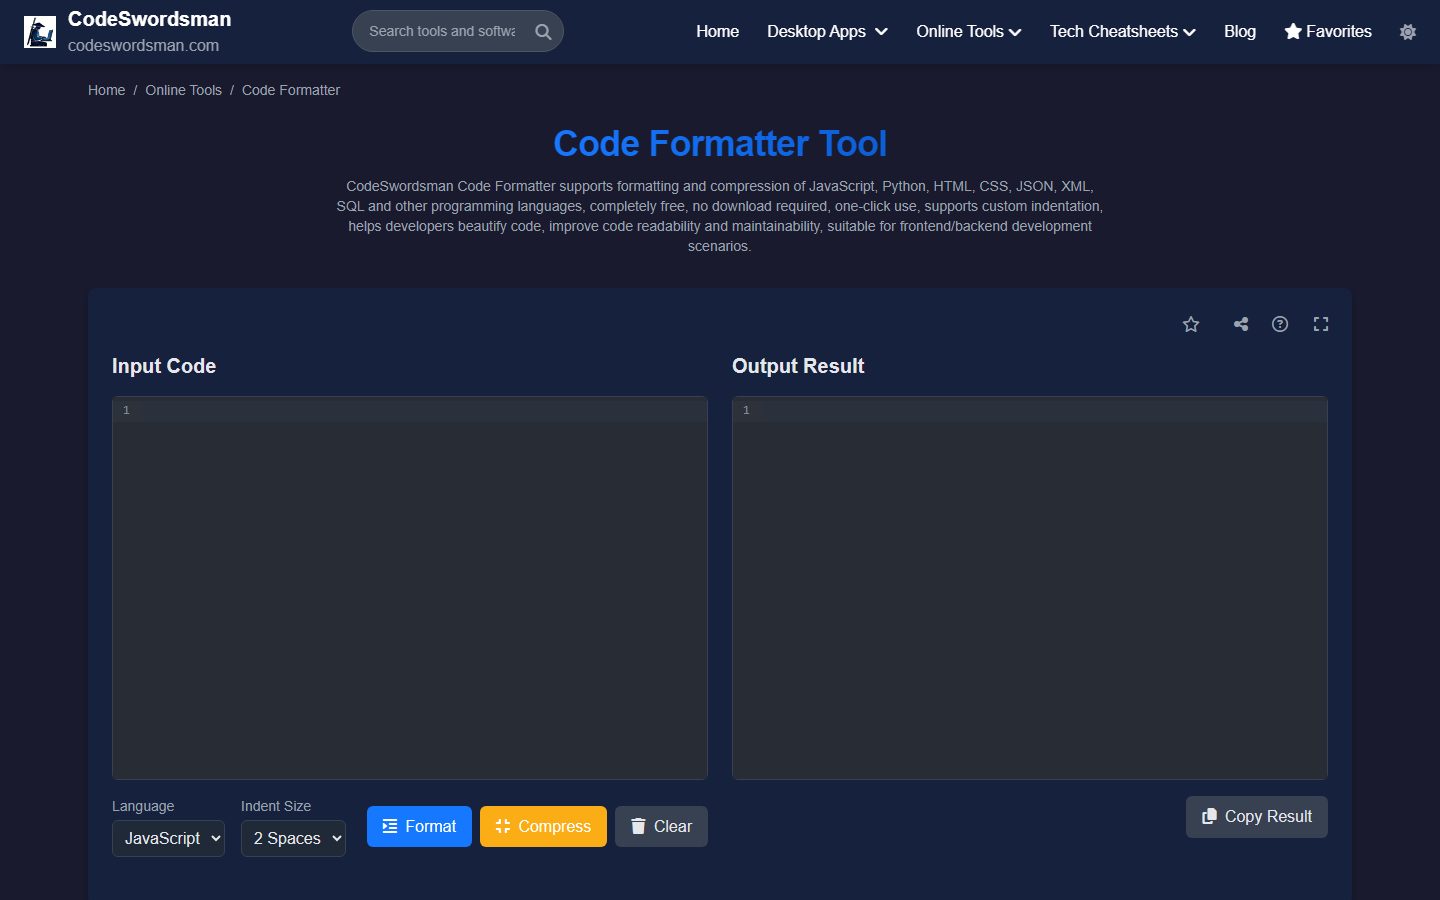 CodeSwordsman
codeswordsman.com
Search tools and softwa
Home
Desktop Apps
Online Tools
Tech Cheatsheets
Blog
Favorites
Home / Online Tools / Code Formatter
Code Formatter Tool
CodeSwordsman Code Formatter supports formatting and compression of JavaScript, Python, HTML, CSS, JSON, XML,
SQL and other programming languages, completely free, no download required, one-click use, supports custom indentation,
helps developers beautify code, improve code readability and maintainability, suitable for frontend/backend development
scenarios.
Input Code
1
Output Result
1
Language
JavaScript
Indent Size
2 Spaces
Format
Compress
Clear
Copy Result